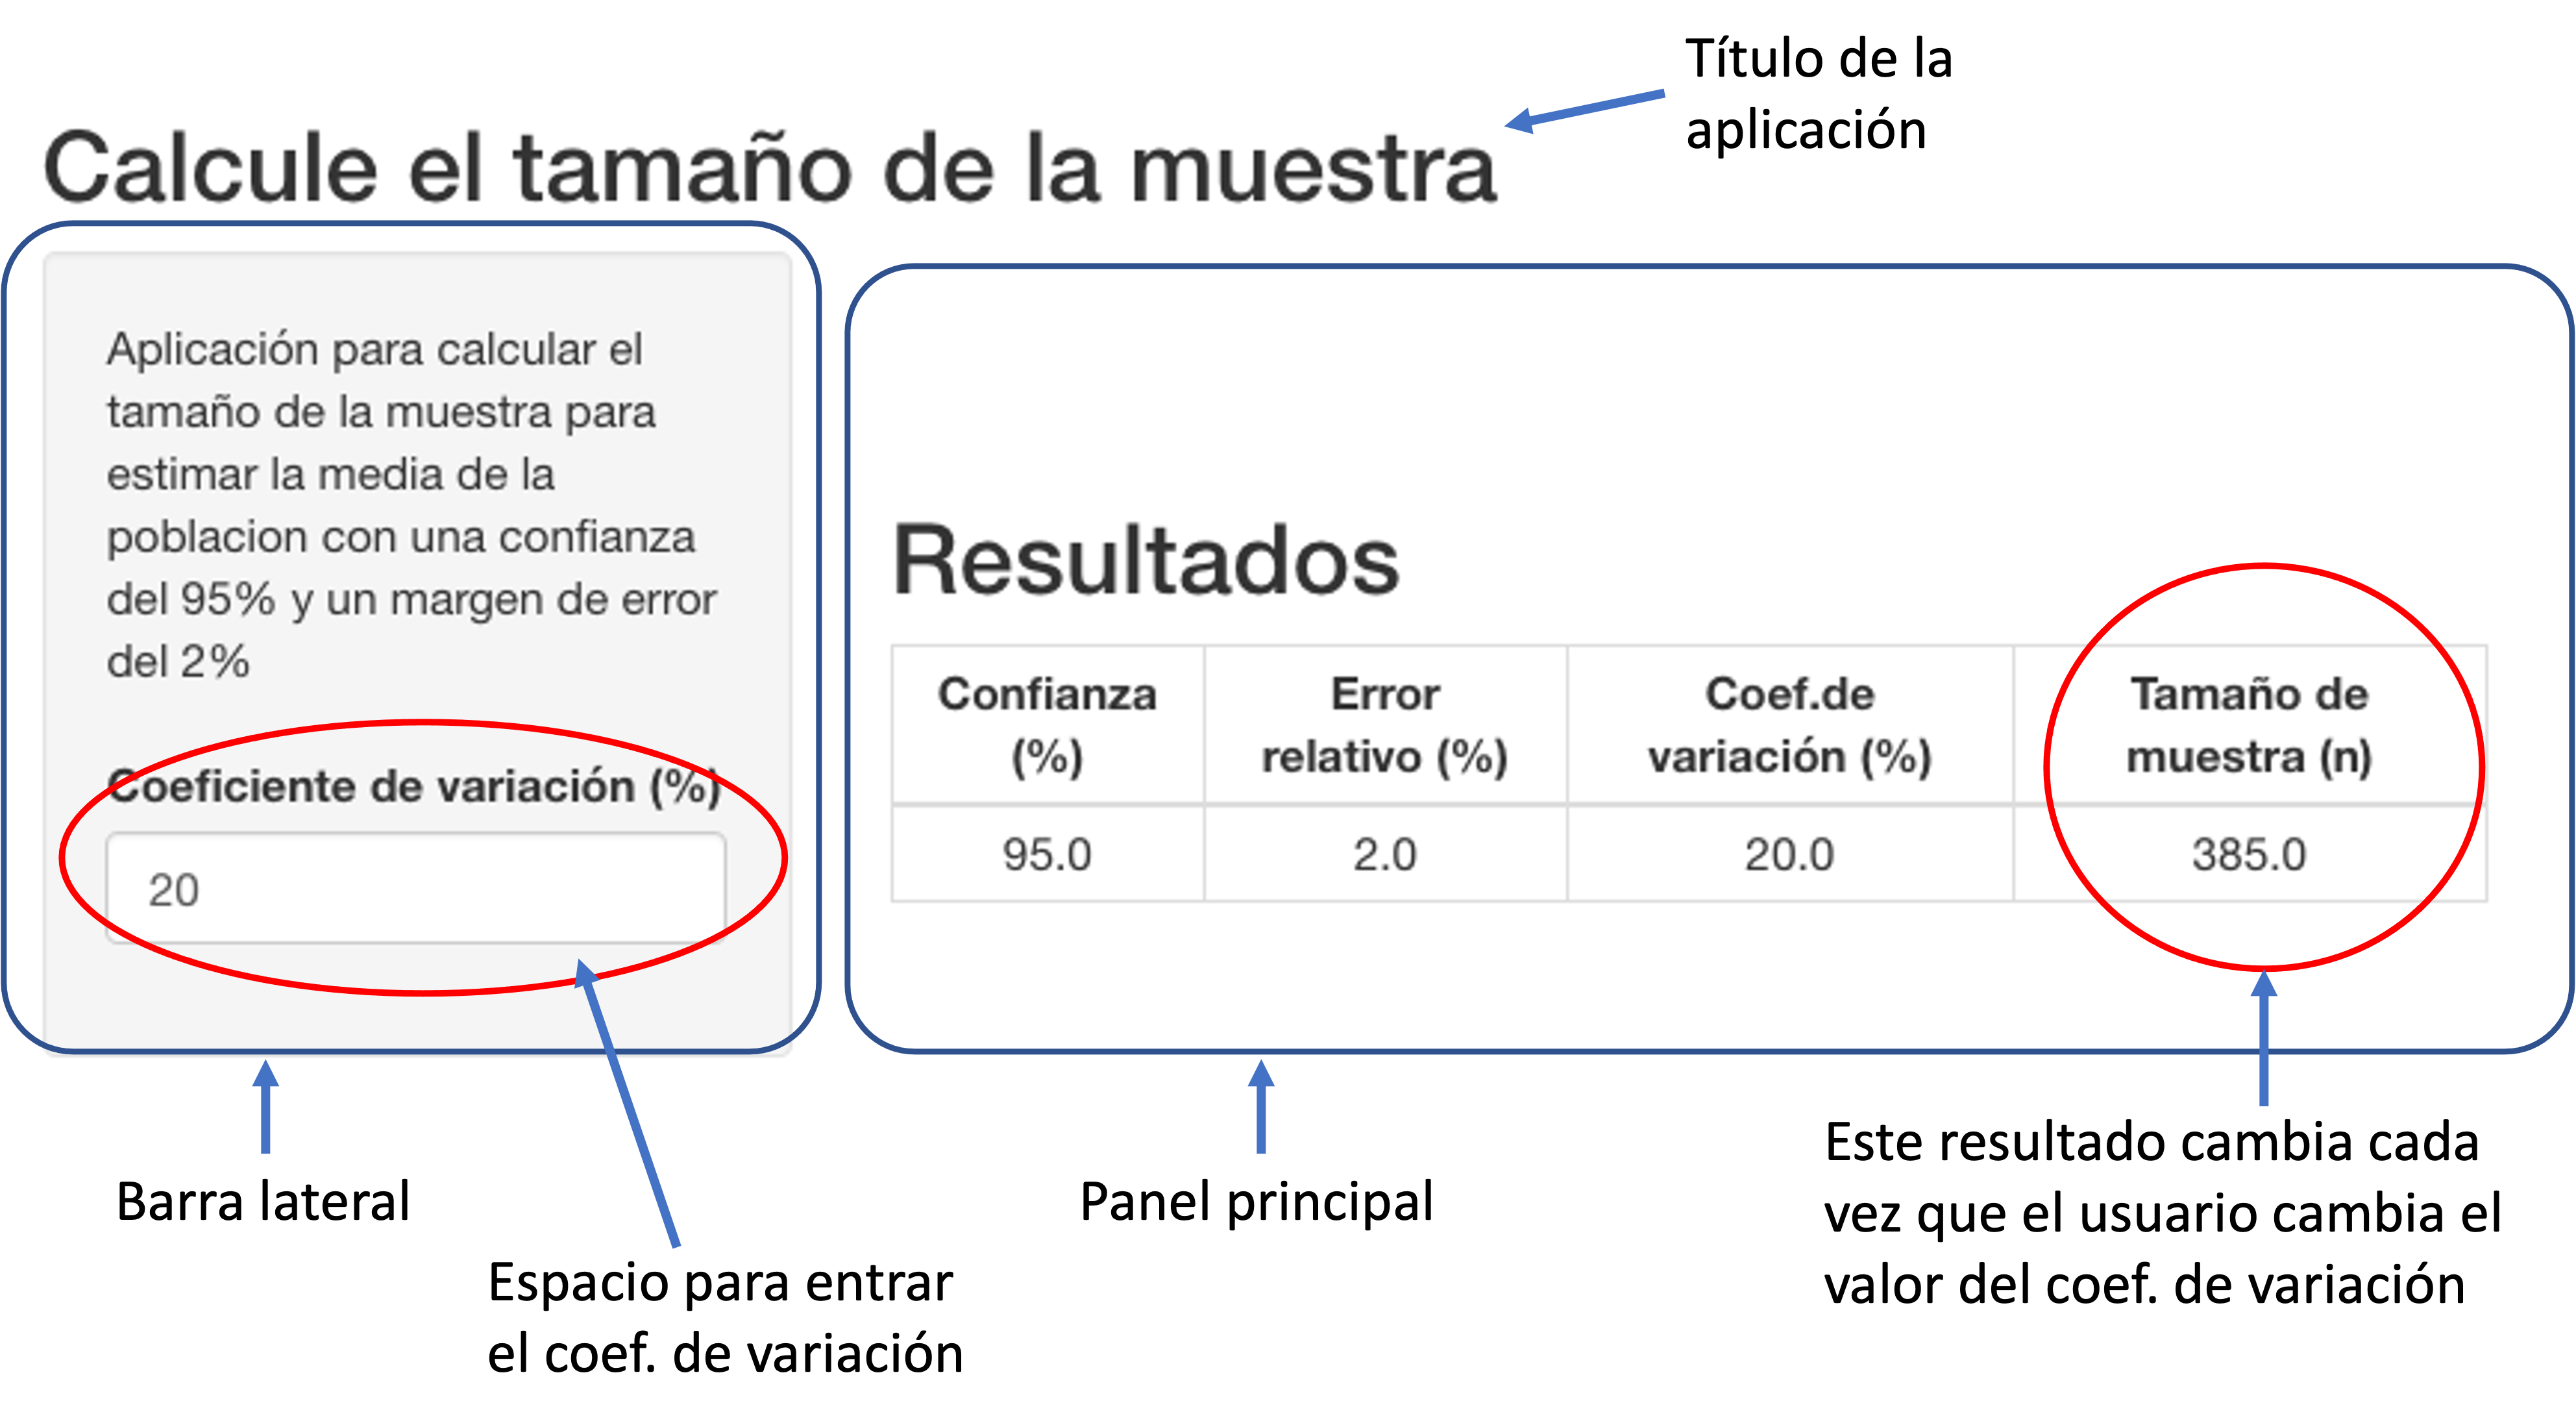 Título de la
aplicación
Calcule el tamaño de la muestra
Aplicación para calcular el
tamaño de la muestra para
estimar la media de la
poblacion con una confianza
del 95% y un margen de error
del 2%
Coeficiente de variación (%)
20
Resultados
Confianza (%) Error relativo (%) Coef.de variación (%) Tamaño de muestra (n)
95.0 2.0 20.0 385.0
Barra lateral
Espacio para entrar
el coef. de variación
Panel principal
Este resultado cambia cada
vez que el usuario cambia el
valor del coef. de variación